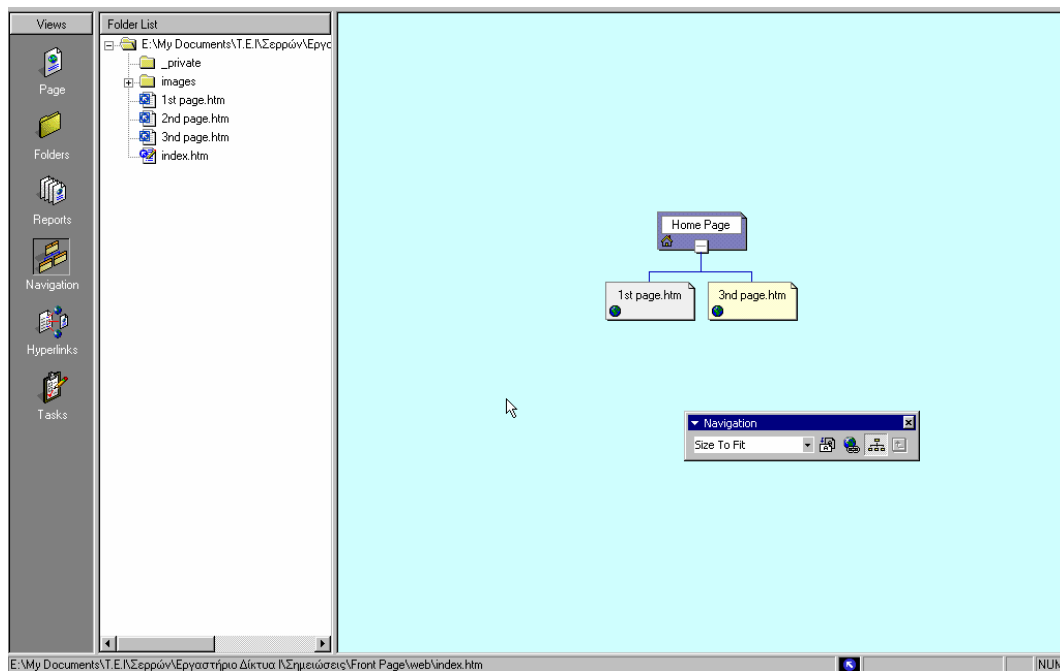 Views
Folder List
Page
Folders
Reports
Navigation
Hyperlinks
Tasks
E:\My Documents\Τ.Ε.Ι\Σερρών\Εργc
_private
images
1st page.htm
2nd page.htm
3nd page.htm
index.htm
Home Page
1st page.htm
3nd page.htm
Navigation
Size To Fit
E:\My Documents\Τ.Ε.Ι\Σερρών\Εργαστήριο Δίκτυα Ι\Σημειώσεις\Front Page\web\index.htm
NUM